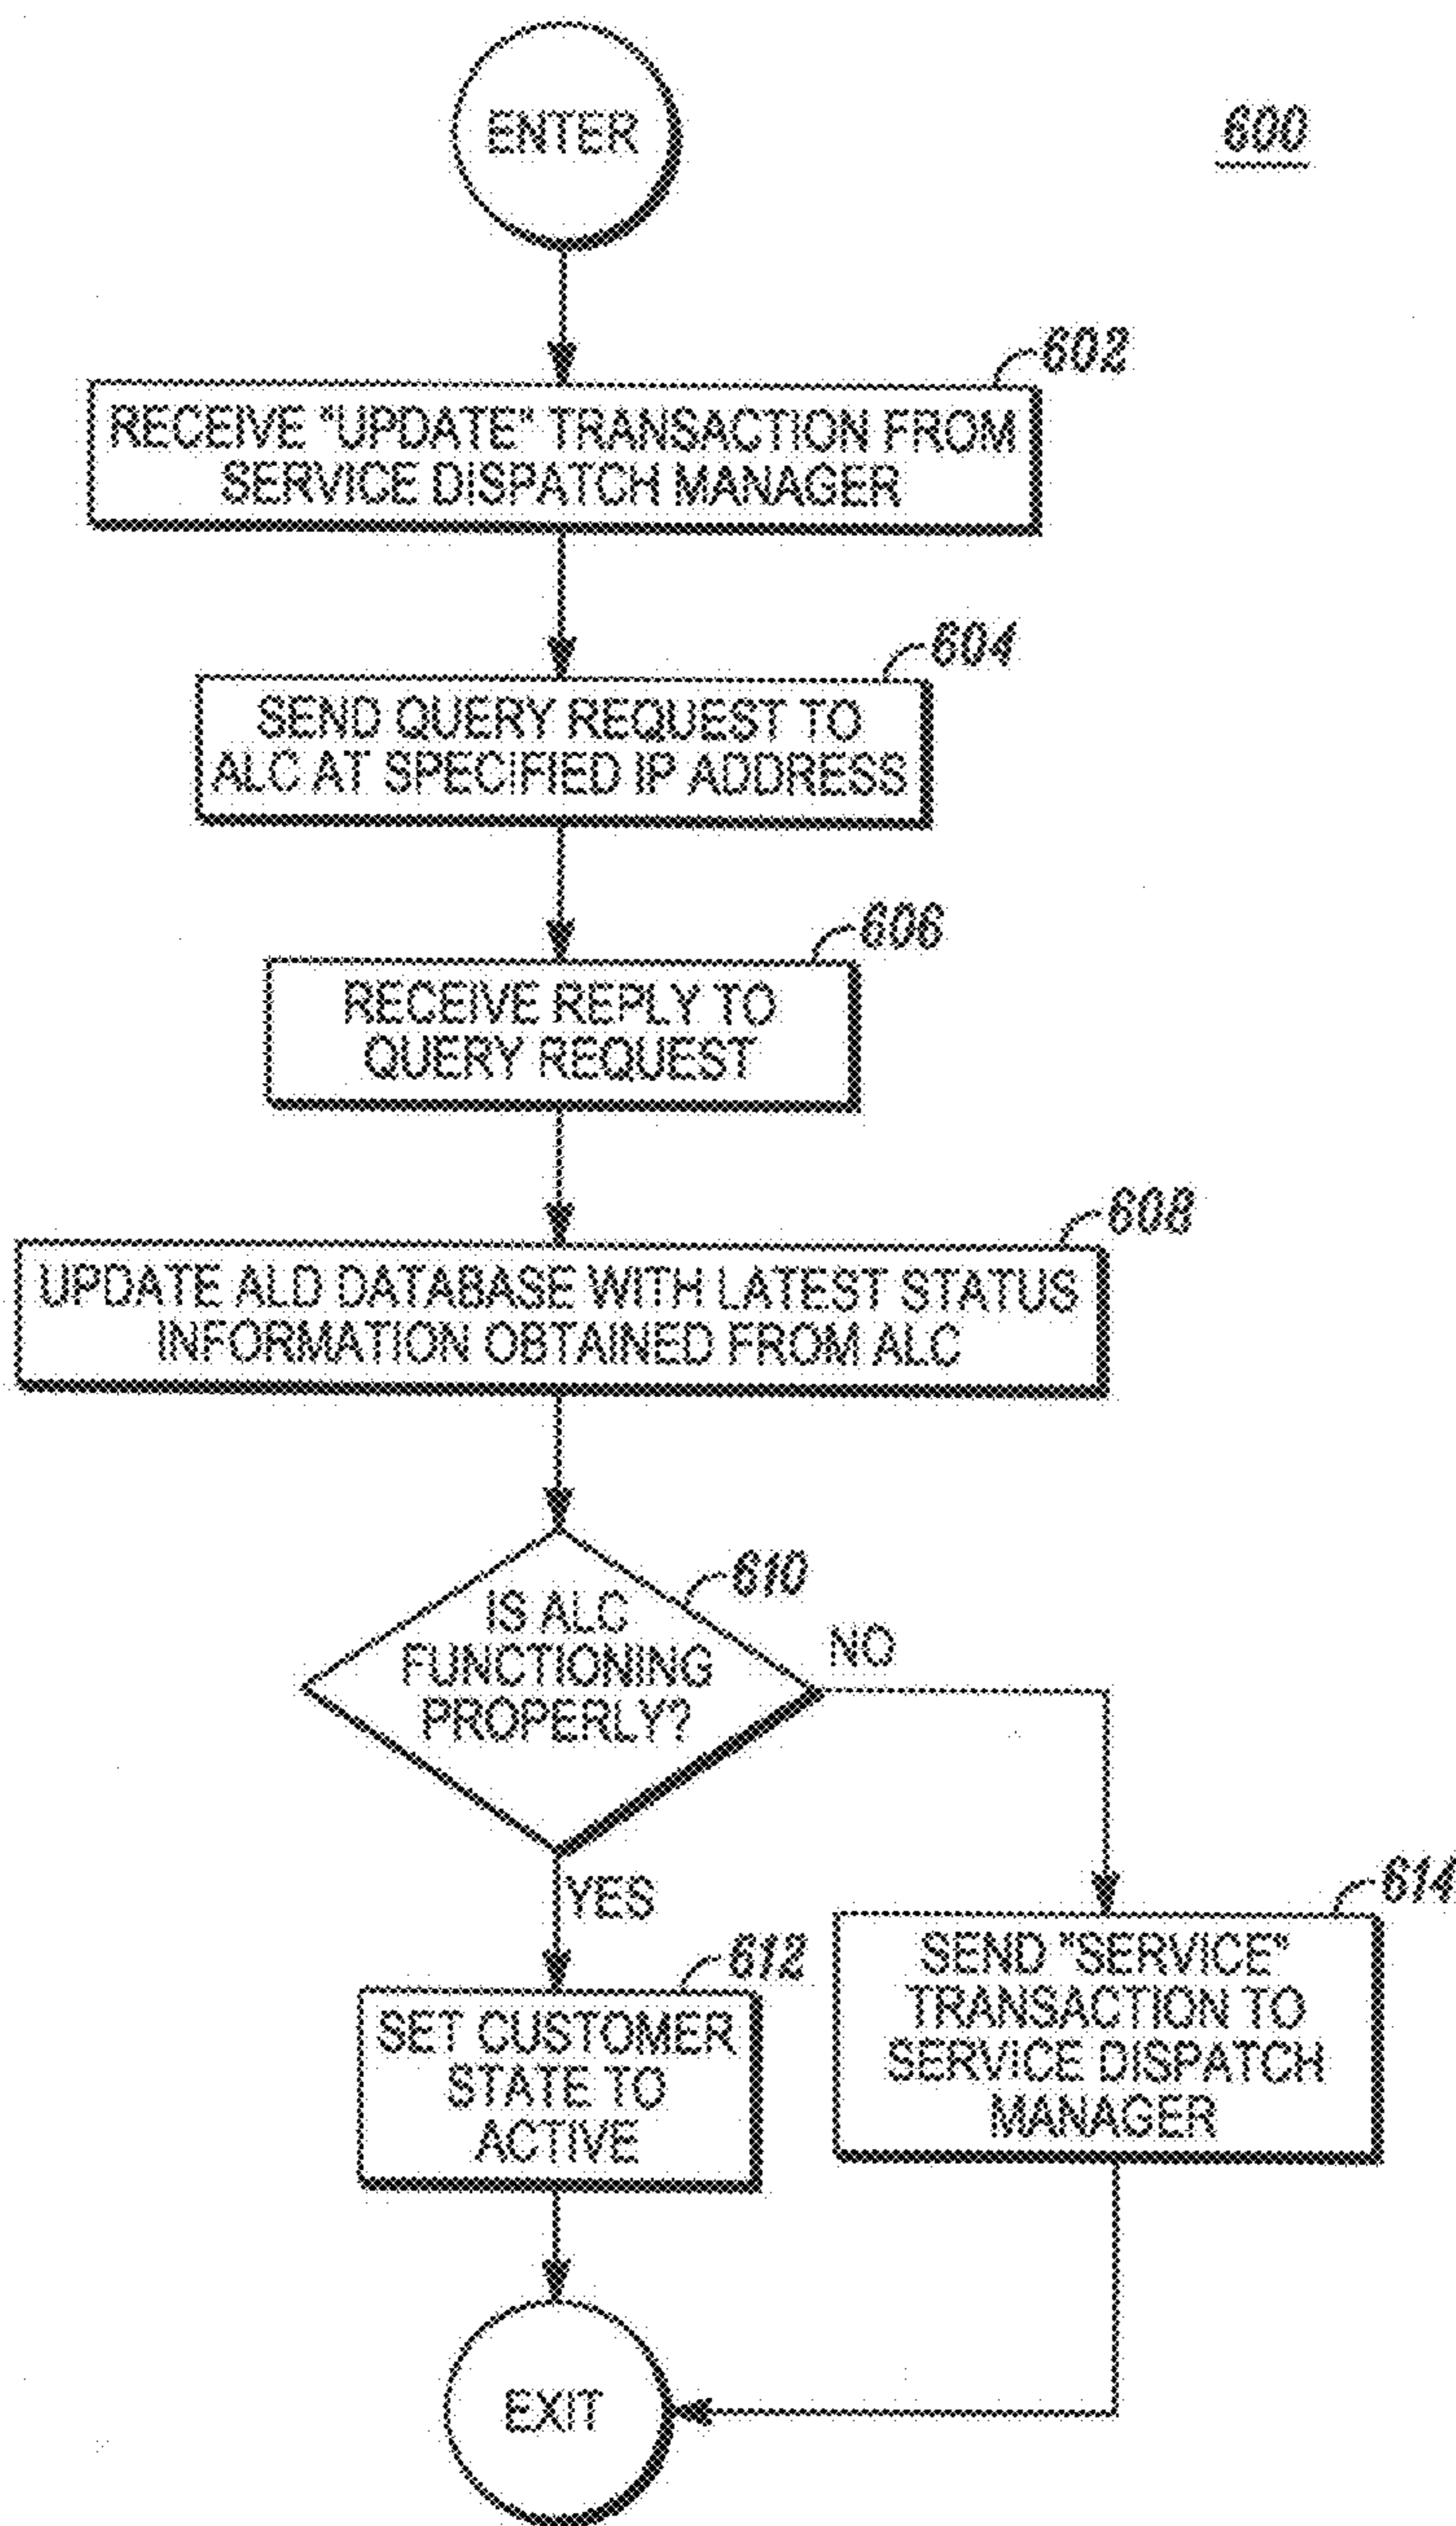 ENTER
600
602
RECEIVE "UPDATE" TRANSACTION FROM
SERVICE DISPATCH MANAGER
604
SEND QUERY REQUEST TO
ALC AT SPECIFIED IP ADDRESS
606
RECEIVE REPLY TO
QUERY REQUEST
608
UPDATE ALD DATABASE WITH LATEST STATUS
INFORMATION OBTAINED FROM ALC
610
IS ALC
FUNCTIONING
PROPERLY?
NO
YES
612
SET CUSTOMER
STATE TO
ACTIVE
614
SEND "SERVICE"
TRANSACTION TO
SERVICE DISPATCH
MANAGER
EXIT